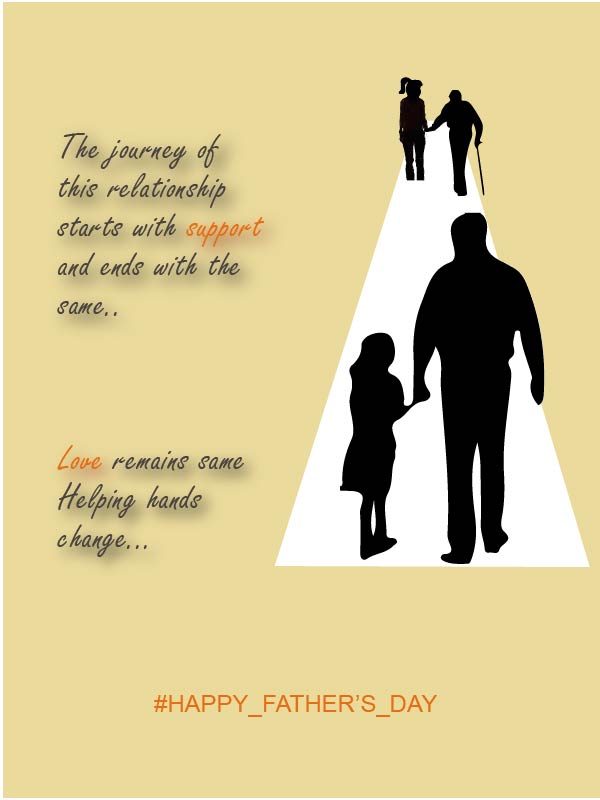 The journey of
this relationship
starts with support
and ends with the
same..
Love remains same
Helping hands
change...
#HAPPY_FATHER’S_DAY